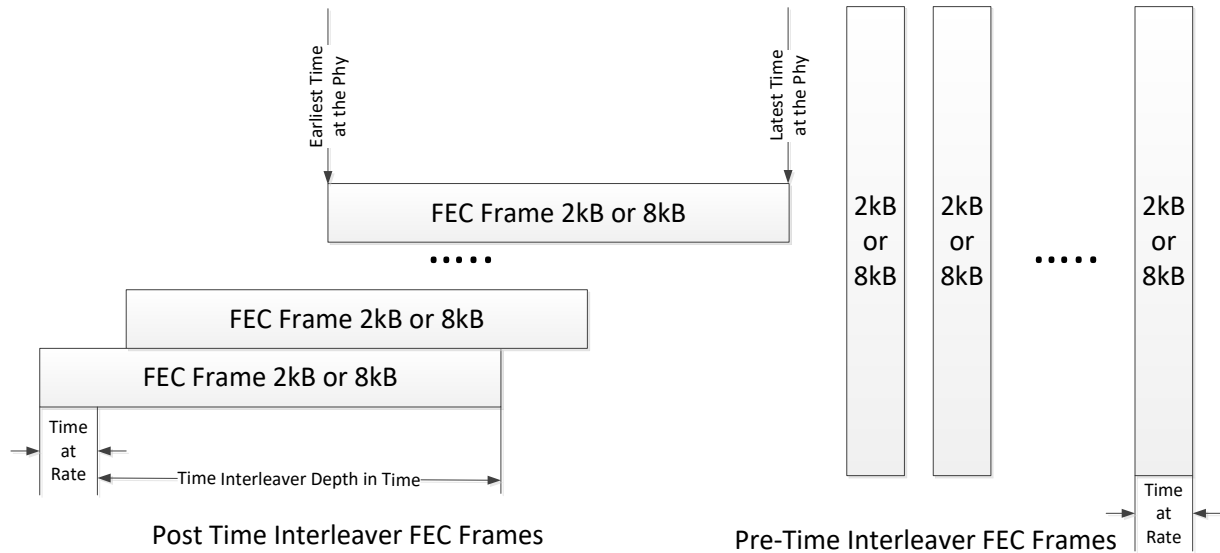 Earliest Time
at the Phy
Latest Time
at the Phy
FEC Frame 2kB or 8kB
.....
FEC Frame 2kB or 8kB
FEC Frame 2kB or 8kB
Time
at
Rate
Time Interleaver Depth in Time
Post Time Interleaver FEC Frames
2kB
or
8kB
2kB
or
8kB
.....
2kB
or
8kB
Time
at
Rate
Pre-Time Interleaver FEC Frames